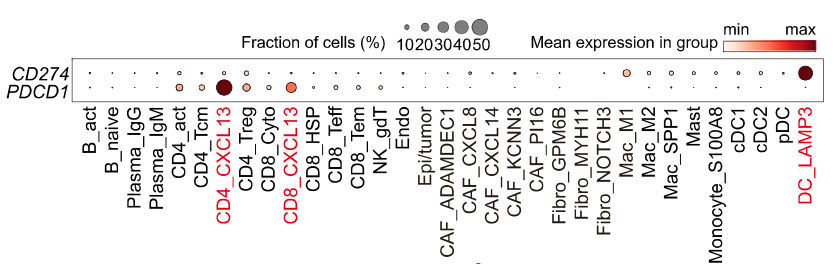 Fraction of cells (%) 1020304050
Mean expression in group min max
CD274
PDCD1
B_act
B_naive
Plasma_IgG
Plasma_IgM
CD4_act
CD4_Tcm
CD4_CXCL13
CD4_Treg
CD8_Cyto
CD8_CXCL13
CD8_HSP
CD8_Teff
CD8_Tem
NK_gdT
Endo
Epi/tumor
CAF_ADAMDEC1
CAF_CXCL8
CAF_CXCL14
CAF_KCNN3
CAF_PI16
Fibro_GPM6B
Fibro_MYH11
Fibro_NOTCH3
Mac_M1
Mac_M2
Mac_SPP1
Mast
Monocyte_S100A8
cDC1
cDC2
pDC
DC_LAMP3